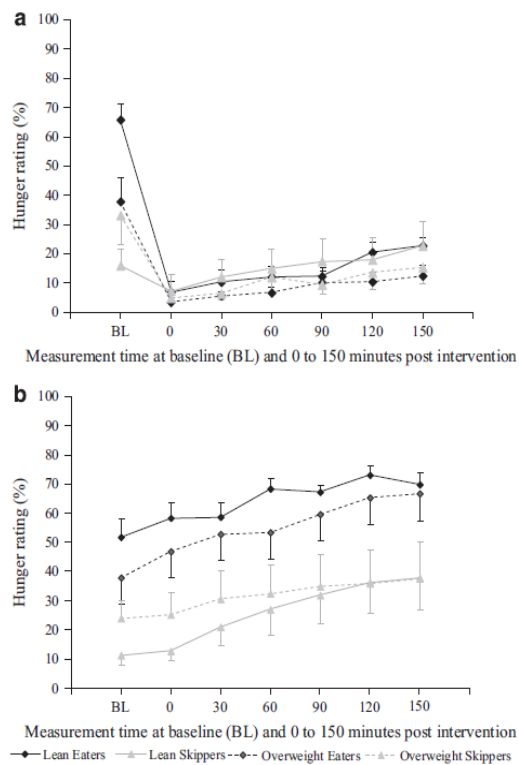 a
100
90
80
70
60
50
40
30
20
10
0
Hunger rating (%)
BL 0 30 60 90 120 150
Measurement time at baseline (BL) and 0 to 150 minutes post intervention
b
100
90
80
70
60
50
40
30
20
10
0
Hunger rating (%)
BL 0 30 60 90 120 150
Measurement time at baseline (BL) and 0 to 150 minutes post intervention
Lean Eaters Lean Skippers Overweight Eaters Overweight Skippers